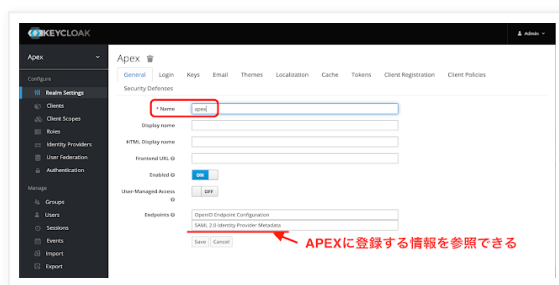 KEYCLOAK
Admin
Apex
Apex
General Login Keys Email Themes Localization Cache Tokens Client Registration Client Policies
Security Defences
Configure
Realm Settings
Clients
Client Scopes
Roles
Identity Providers
User Federation
Authentication
Manage
Groups
Users
Sessions
Events
Import
Export
* Name apex
Display name
HTML Display name
Frontend URL
Enabled ON
User-Managed Access OFF
Endpoints OpenID Endpoint Configuration
SAML 2.0 Identity Provider Metadata
Save Cancel
APEXに登録する情報を参照できる